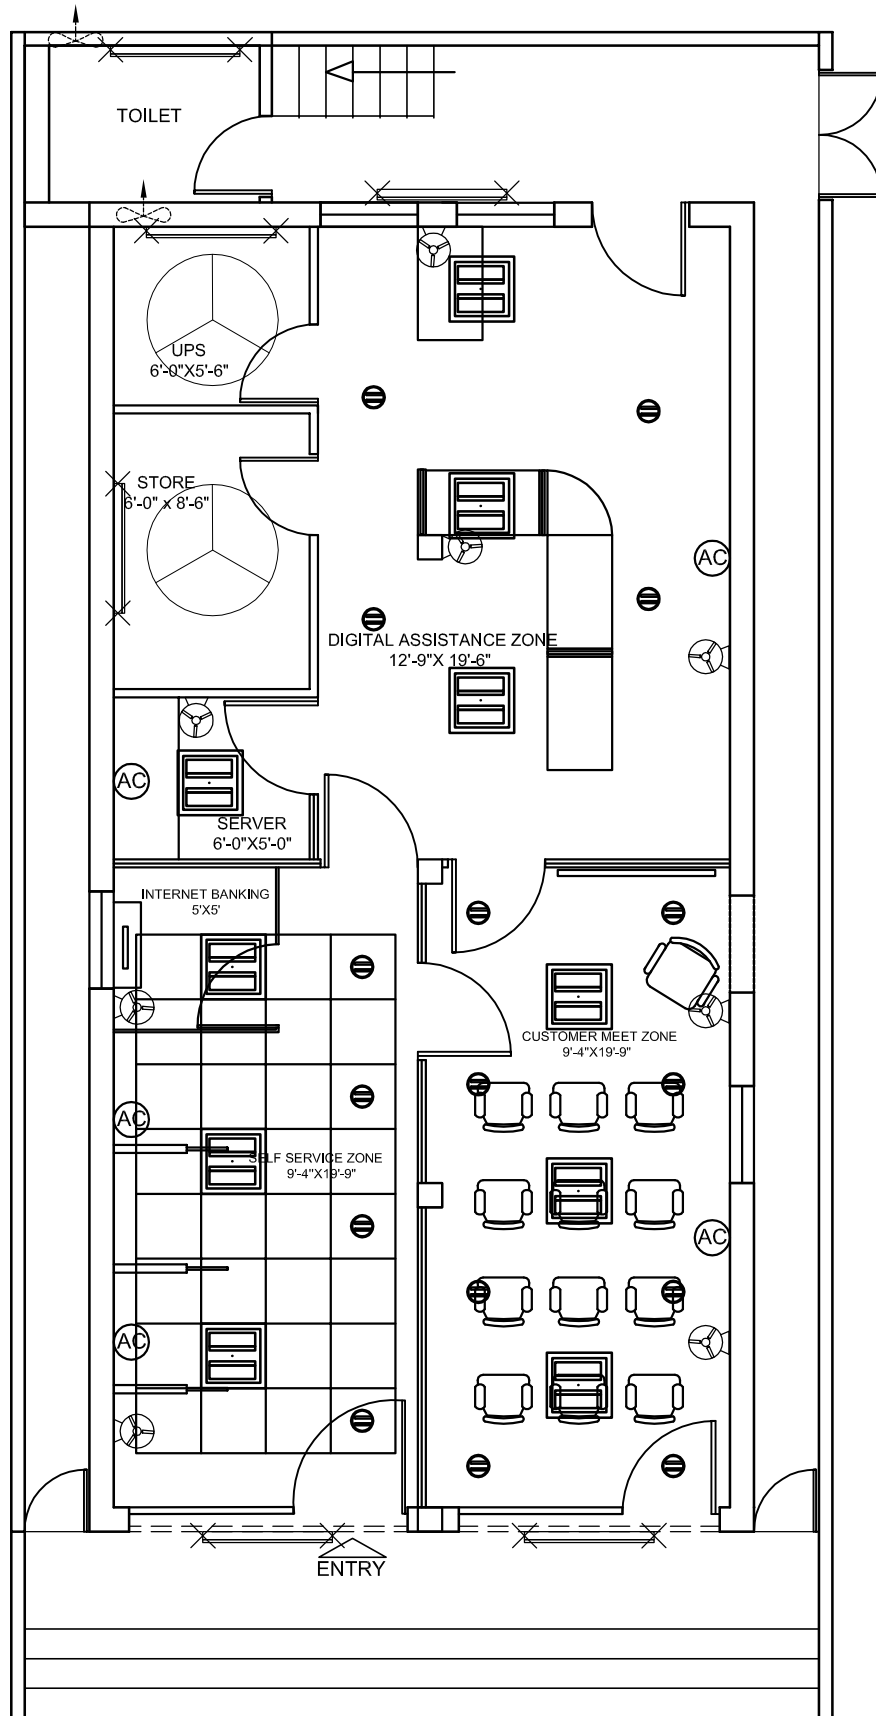 TOILET
UPS
6'-0"X5'-6"
STORE
6'-0" x 8'-6"
AC
DIGITAL ASSISTANCE ZONE
12'-9"X 19'-6"
AC
SERVER
6'-0"X5'-0"
INTERNET BANKING
5'X5'
CUSTOMER MEET ZONE
9'-4"X19'-9"
AC
SELF SERVICE ZONE
9'-4"X19'-9"
AC
AC
ENTRY